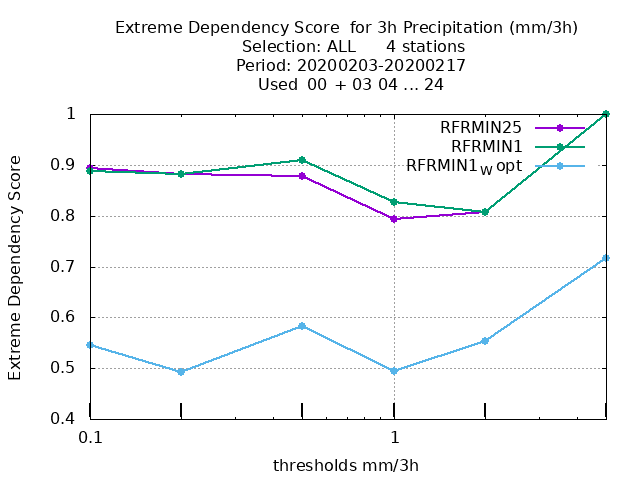 Extreme Dependency Score  for 3h Precipitation (mm/3h)
Selection: ALL      4 stations
Period: 20200203-20200217
Used  00 + 03 04 ... 24
RFRMIN25
RFRMIN1
RFRMIN1W opt
Extreme Dependency Score
1
0.9
0.8
0.7
0.6
0.5
0.4
0.1 1
thresholds mm/3h